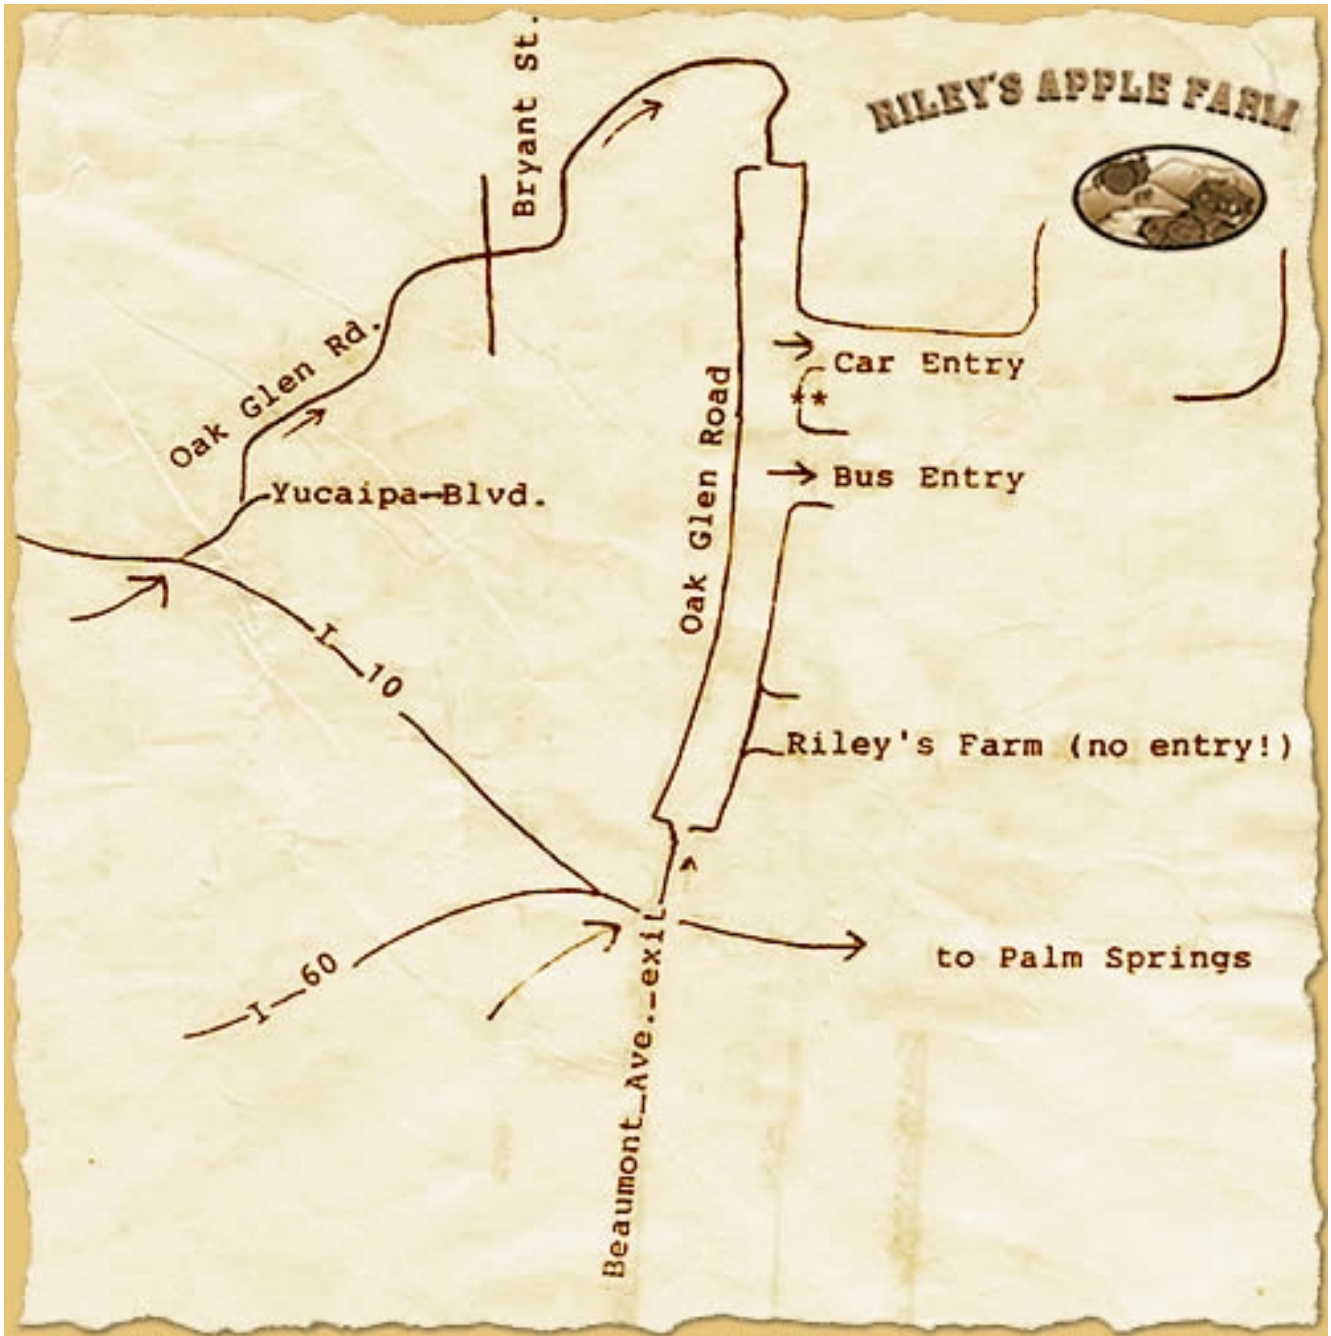 Bryant St.
RILEY'S APPLE FARM
Oak Glen Rd.
Car Entry
**
Oak Glen Road
Bus Entry
Yucaipa-Blvd.
I-10
Riley's Farm (no entry!)
I-60
to Palm Springs
Beaumont Ave. exit